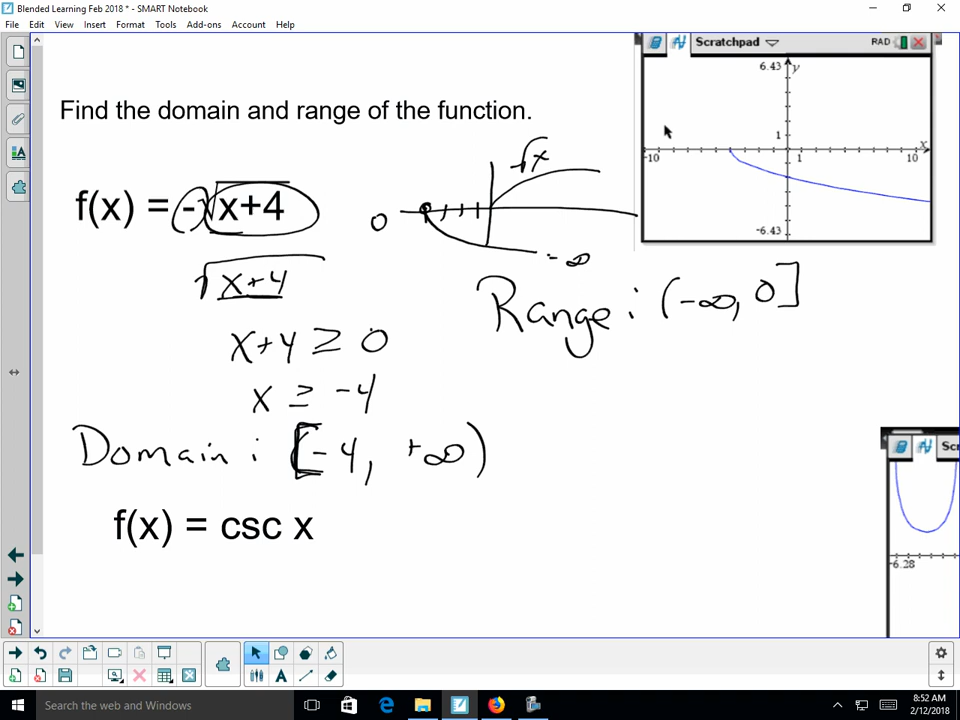 Blended Learning Feb 2018 * - SMART Notebook
File Edit View Insert Format Tools Add-ons Account Help
Find the domain and range of the function.
f(x) = -√x+4
√x+4
x+4 ≥ 0
x ≥ -4
Domain : [-4, +∞)
f(x) = csc x
√x
0
-∞
Range : (-∞, 0]
Scratchpad
RAD
6.43 y
1
x
-10
1
10
-6.43
Sc
-6.28
Search the web and Windows
8:52 AM
2/12/2018